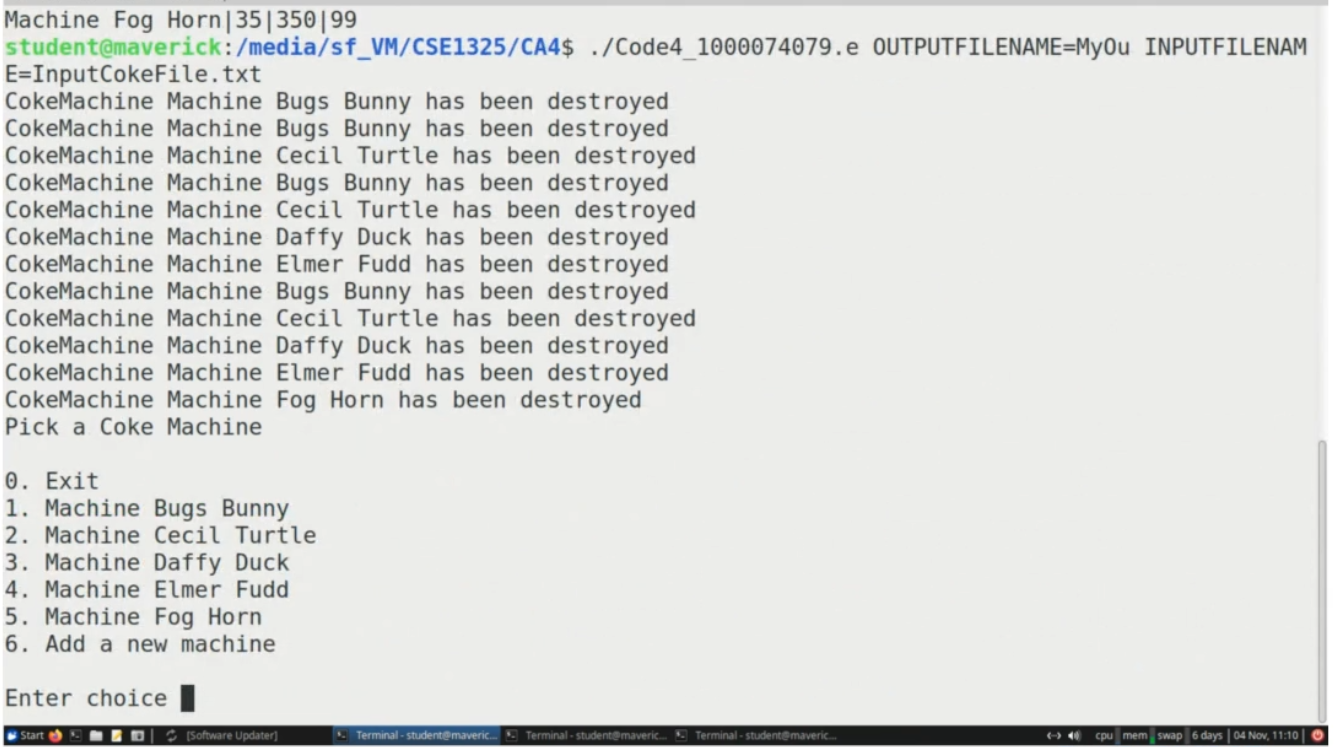 Machine Fog Horn|35|350|99
student@maverick:/media/sf_VM/CSE1325/CA4$ ./Code4_1000074079.e OUTPUTFILENAME=MyOu INPUTFILENAM
E=InputCokeFile.txt
CokeMachine Machine Bugs Bunny has been destroyed
CokeMachine Machine Bugs Bunny has been destroyed
CokeMachine Machine Cecil Turtle has been destroyed
CokeMachine Machine Bugs Bunny has been destroyed
CokeMachine Machine Cecil Turtle has been destroyed
CokeMachine Machine Daffy Duck has been destroyed
CokeMachine Machine Elmer Fudd has been destroyed
CokeMachine Machine Bugs Bunny has been destroyed
CokeMachine Machine Cecil Turtle has been destroyed
CokeMachine Machine Daffy Duck has been destroyed
CokeMachine Machine Elmer Fudd has been destroyed
CokeMachine Machine Fog Horn has been destroyed
Pick a Coke Machine
0. Exit
1. Machine Bugs Bunny
2. Machine Cecil Turtle
3. Machine Daffy Duck
4. Machine Elmer Fudd
5. Machine Fog Horn
6. Add a new machine
Enter choice
Start [Software Updater] Terminal - student@maveric... Terminal - student@maveric... Terminal - student@maveric... cpu mem swap 6 days 04 Nov, 11:10